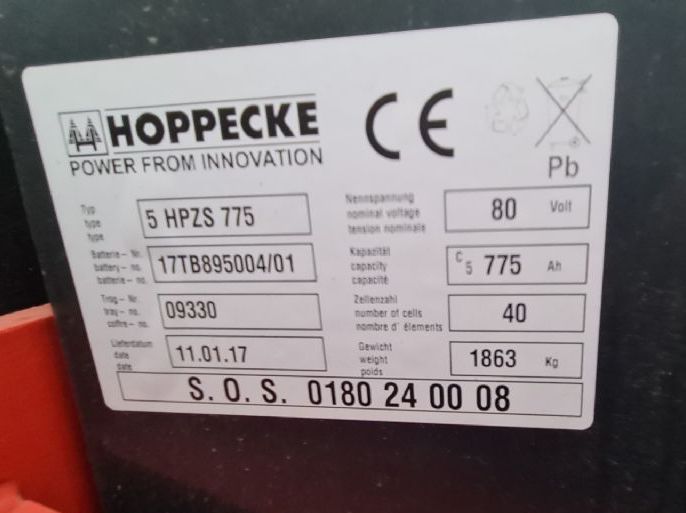 HOPPECKE
POWER FROM INNOVATION
CE
Pb
Typ
type
type
5 HPZS 775
Nennspannung
nominal voltage
tension nominale
80 Volt
Batterie - Nr.
battery - no.
batterie - no.
17TB895004/01
Kapazität
capacity
capacité
C5 775 Ah
Trog - Nr.
tray - no.
coffre - no.
09330
Zellenzahl
number of cells
nombre d' élements
40
Lieferdatum
date
date
11.01.17
Gewicht
weight
poids
1863 Kg
S. O. S. 0180 24 00 08